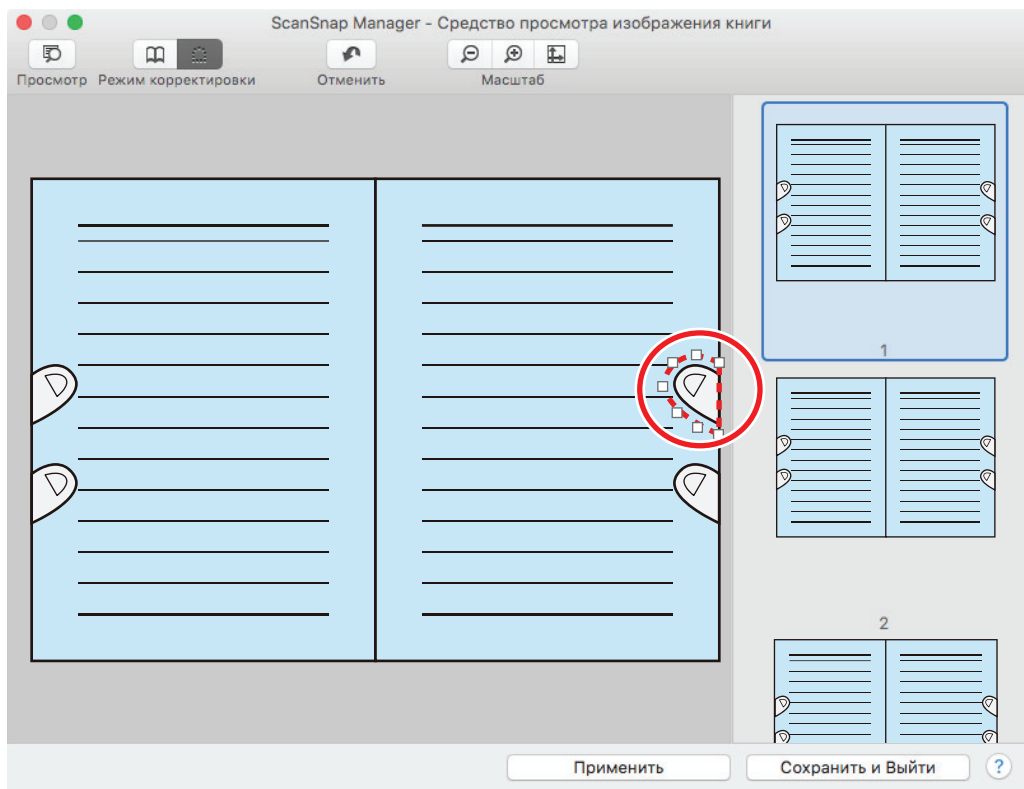 ScanSnap Manager - Средство просмотра изображения книги
Просмотр Режим корректировки Отменить Масштаб
1
2
Применить Сохранить и Выйти ?